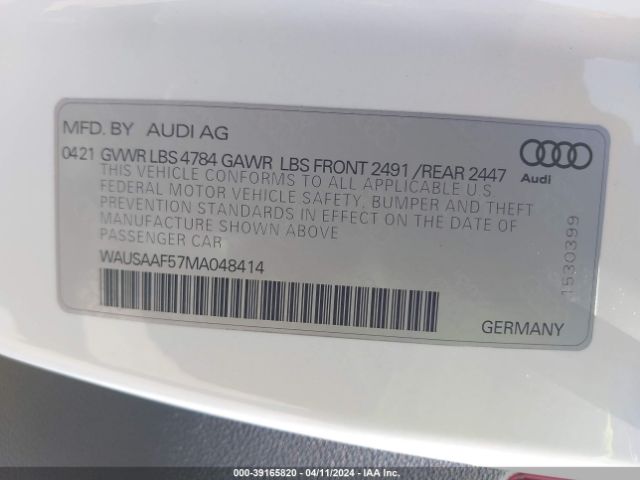 MFD. BY AUDI AG
0421 GVWR LBS 4784 GAWR LBS FRONT 2491 /REAR 2447
THIS VEHICLE CONFORMS TO ALL APPLICABLE U.S.
FEDERAL MOTOR VEHICLE SAFETY, BUMPER AND THEFT
PREVENTION STANDARDS IN EFFECT ON THE DATE OF
MANUFACTURE SHOWN ABOVE
PASSENGER CAR
WAUSAAF57MA048414
Audi
1530399
GERMANY
000-39165820 - 04/11/2024 - IAA Inc.